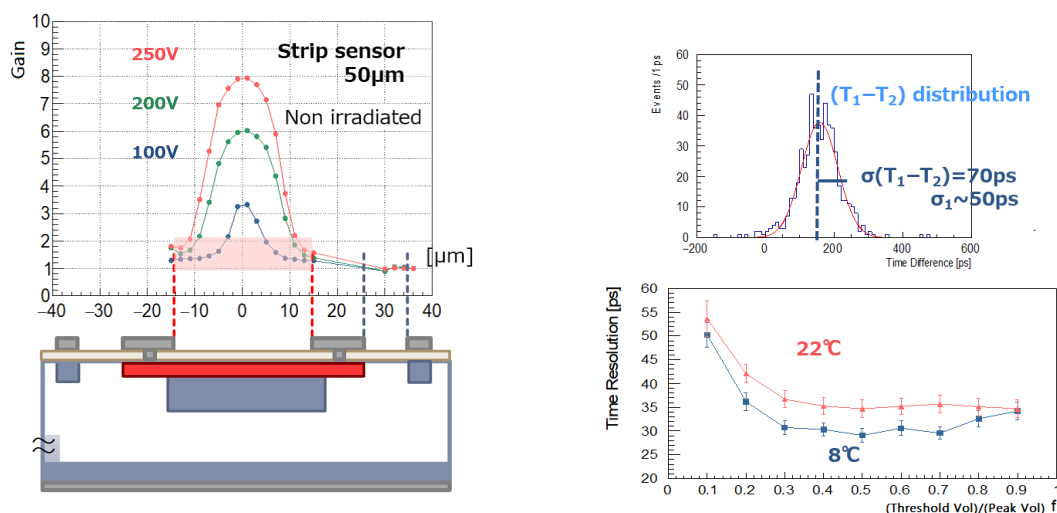 Gain
10
9
8
7
6
5
4
3
2
1
0
250V
200V
100V
Strip sensor
50μm
Non irradiated
[μm]
−40 −30 −20 −10 0 10 20 30 40
≈
Events /1 ps
60
50
40
30
20
10
0
(T₁−T₂) distribution
σ(T₁−T₂)=70ps
σ₁~50ps
−200 0 200 400 600
Time Difference [ps]
Time Resolution [ps]
60
55
50
45
40
35
30
25
20
22℃
8℃
0 0.1 0.2 0.3 0.4 0.5 0.6 0.7 0.8 0.9 1
(Threshold Vol)/(Peak Vol) f